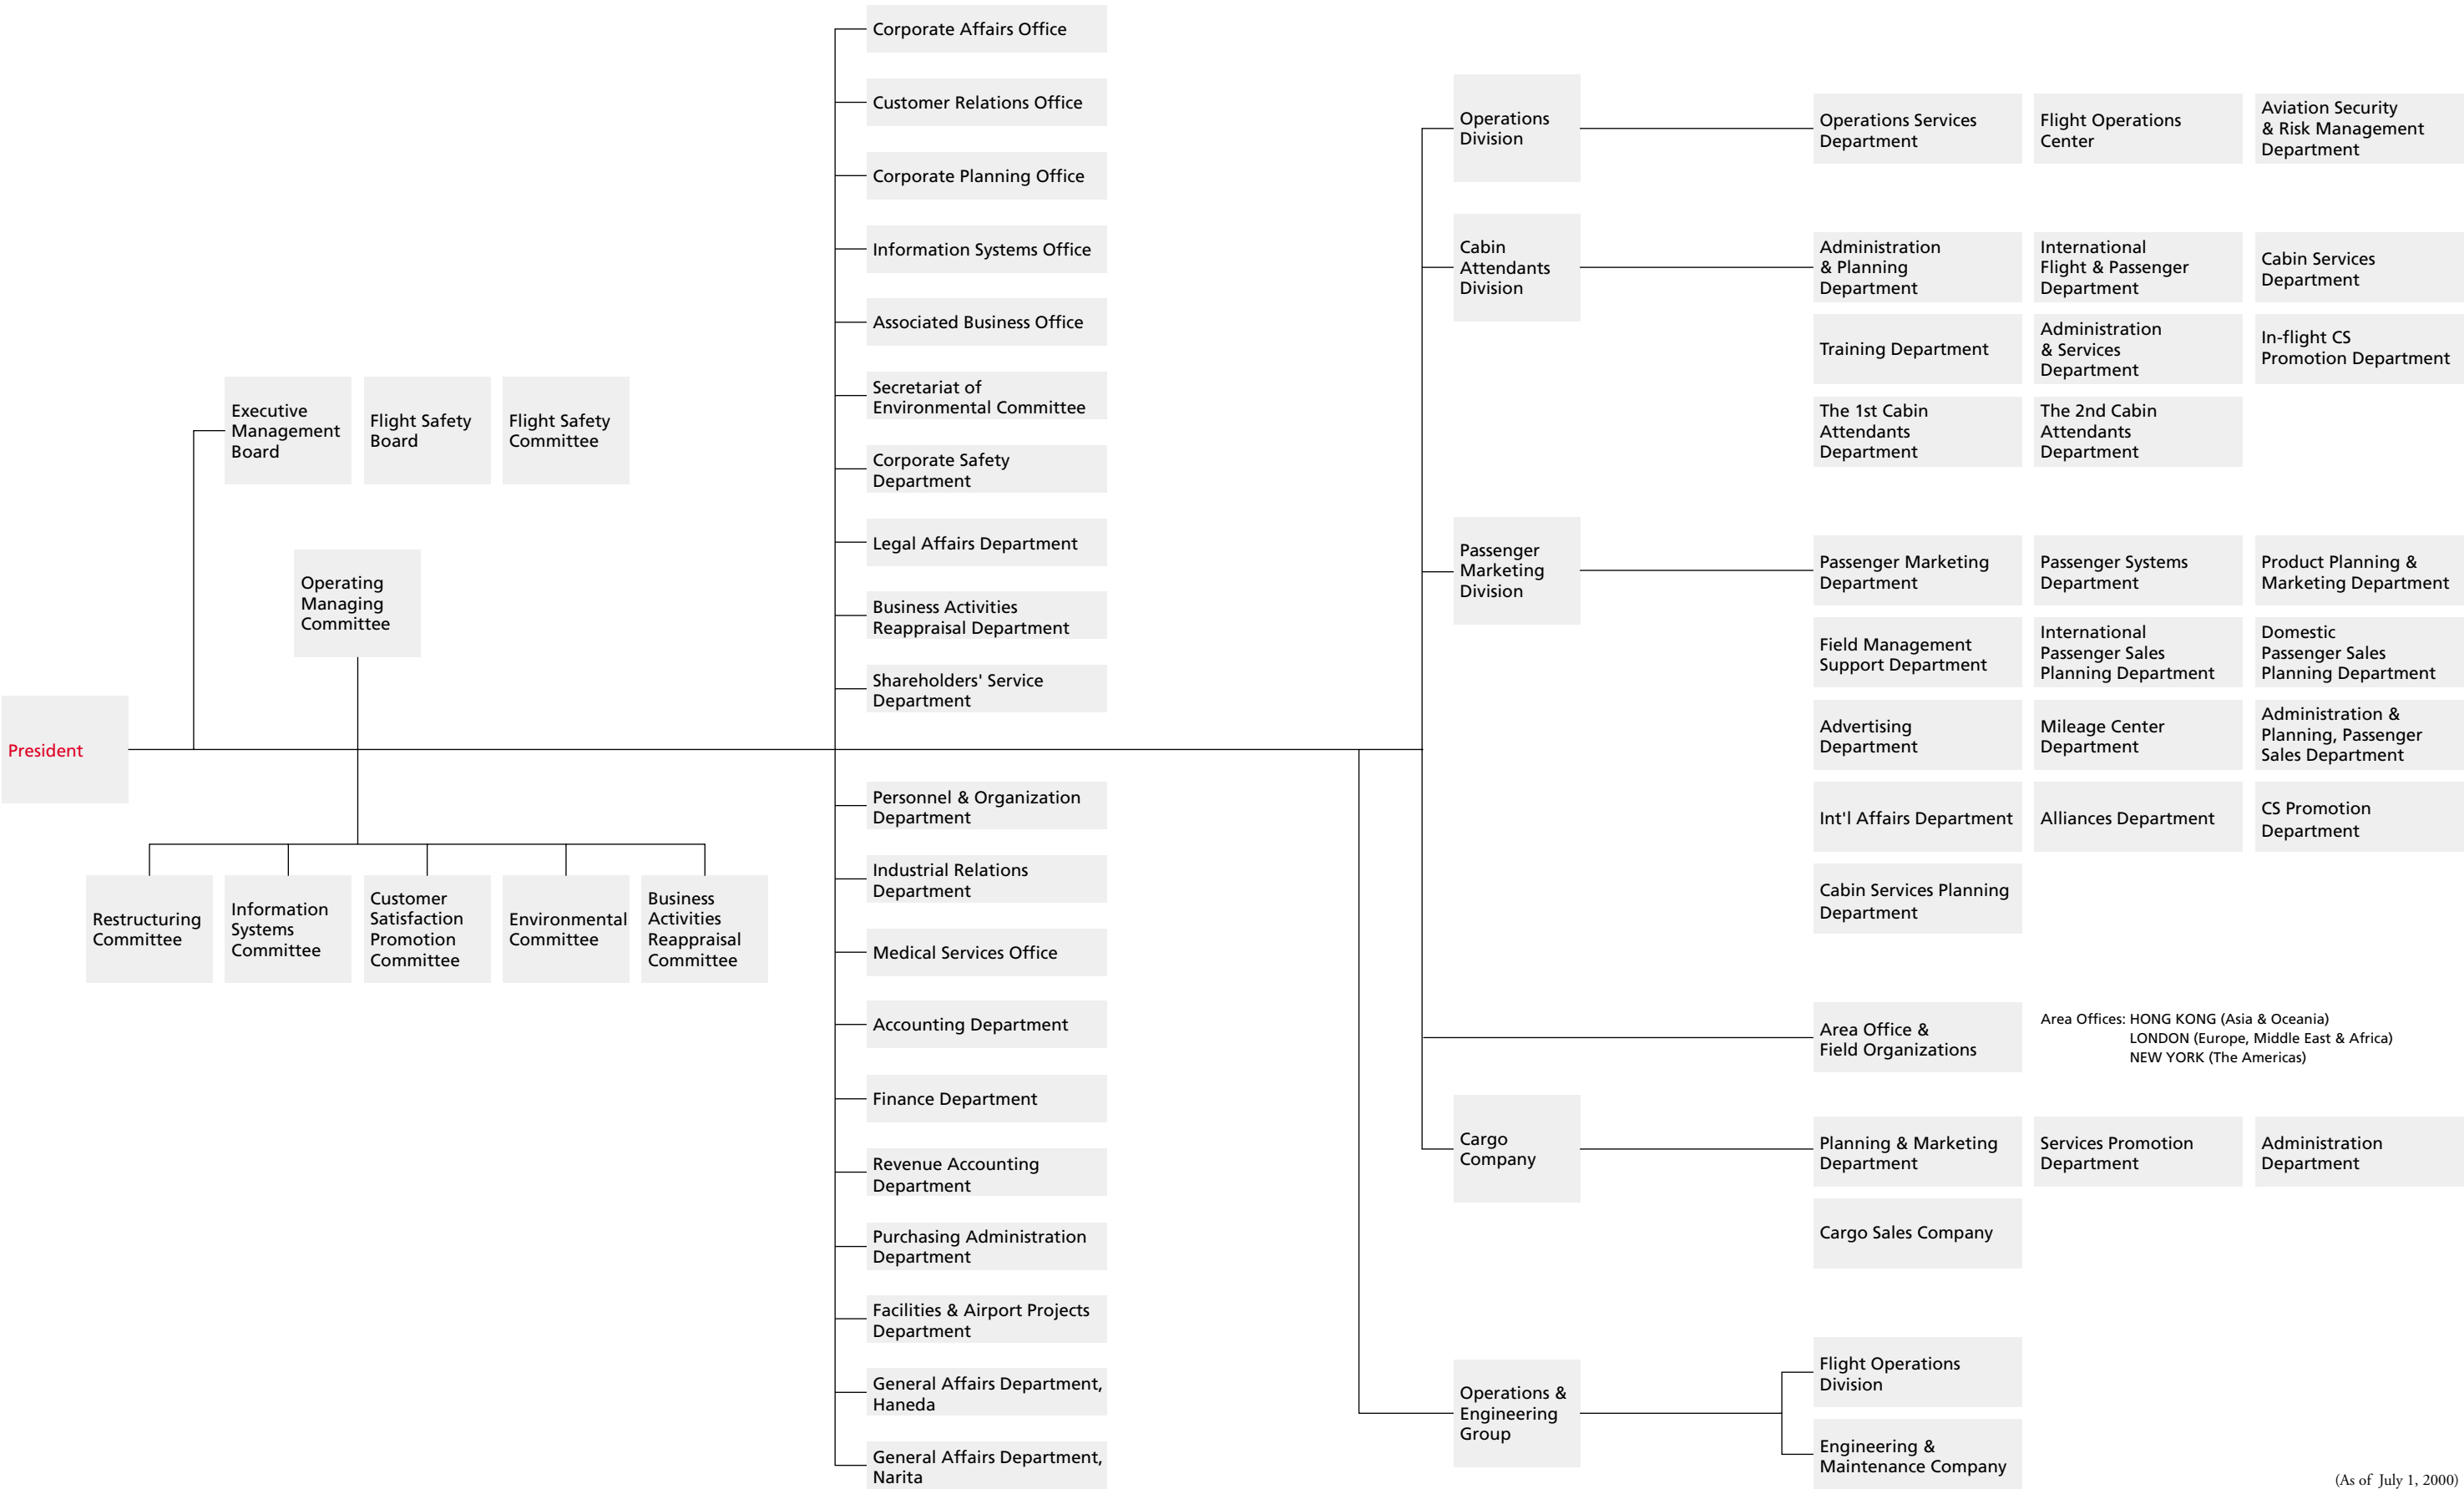 President
Executive
Management
Board
Flight Safety
Board
Flight Safety
Committee
Operating
Managing
Committee
Restructuring
Committee
Information
Systems
Committee
Customer
Satisfaction
Promotion
Committee
Environmental
Committee
Business
Activities
Reappraisal
Committee
Corporate Affairs Office
Customer Relations Office
Corporate Planning Office
Information Systems Office
Associated Business Office
Secretariat of
Environmental Committee
Corporate Safety
Department
Legal Affairs Department
Business Activities
Reappraisal Department
Shareholders' Service
Department
Personnel & Organization
Department
Industrial Relations
Department
Medical Services Office
Accounting Department
Finance Department
Revenue Accounting
Department
Purchasing Administration
Department
Facilities & Airport Projects
Department
General Affairs Department,
Haneda
General Affairs Department,
Narita
Operations
Division
Operations Services
Department
Flight Operations
Center
Aviation Security
& Risk Management
Department
Cabin
Attendants
Division
Administration
& Planning
Department
International
Flight & Passenger
Department
Cabin Services
Department
Training Department
Administration
& Services
Department
In-flight CS
Promotion Department
The 1st Cabin
Attendants
Department
The 2nd Cabin
Attendants
Department
Passenger
Marketing
Division
Passenger Marketing
Department
Passenger Systems
Department
Product Planning &
Marketing Department
Field Management
Support Department
International
Passenger Sales
Planning Department
Domestic
Passenger Sales
Planning Department
Advertising
Department
Mileage Center
Department
Administration &
Planning, Passenger
Sales Department
Int'l Affairs Department
Alliances Department
CS Promotion
Department
Cabin Services Planning
Department
Area Office &
Field Organizations
Area Offices: HONG KONG (Asia & Oceania)
LONDON (Europe, Middle East & Africa)
NEW YORK (The Americas)
Cargo
Company
Planning & Marketing
Department
Services Promotion
Department
Administration
Department
Cargo Sales Company
Operations &
Engineering
Group
Flight Operations
Division
Engineering &
Maintenance Company
(As of July 1, 2000)